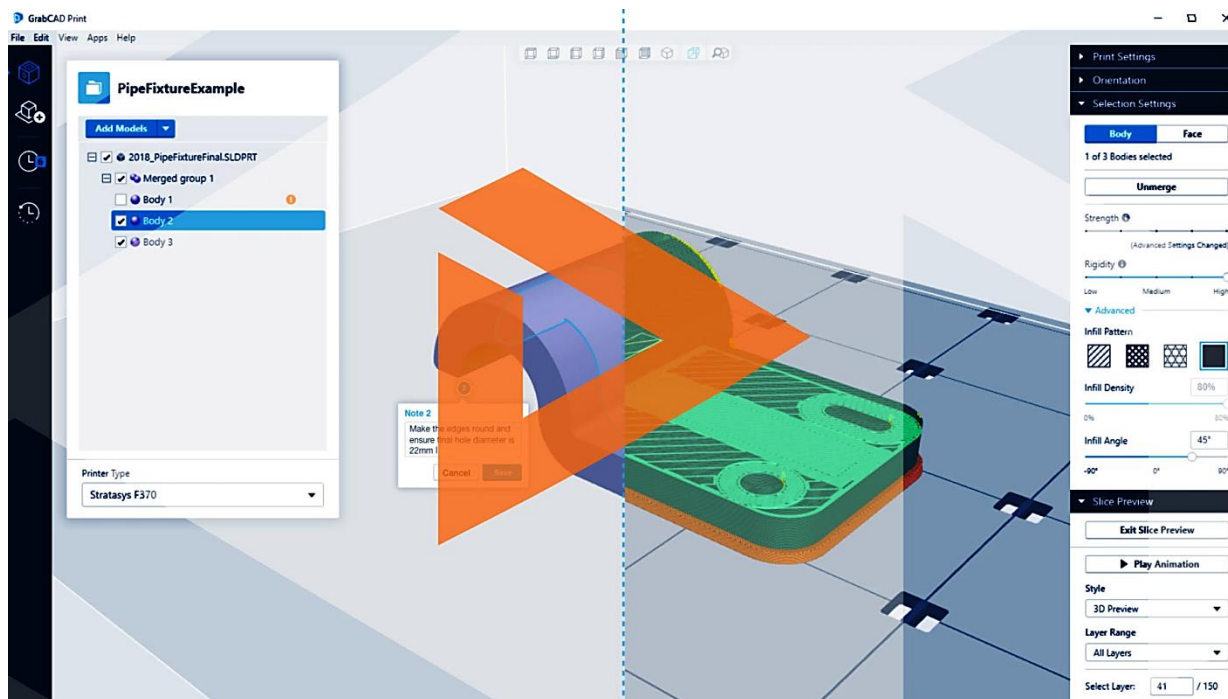 GrabCAD Print
File Edit View Apps Help
PipeFixtureExample
Add Models
2018_PipeFixtureFinal.SLDPRT
Merged group 1
Body 1
Body 2
Body 3
Printer Type
Stratasys F370
2
Note 2
Make the edges round and
ensure final hole diameter is
22mm
Cancel Save
Print Settings
Orientation
Selection Settings
Body Face
1 of 3 Bodies selected
Unmerge
Strength
(Advanced Settings Changed)
Rigidity
Low Medium High
Advanced
Infill Pattern
Infill Density 80%
0% 80%
Infill Angle 45°
-90° 0° 90°
Slice Preview
Exit Slice Preview
Play Animation
Style
3D Preview
Layer Range
All Layers
Select Layer: 41 / 150